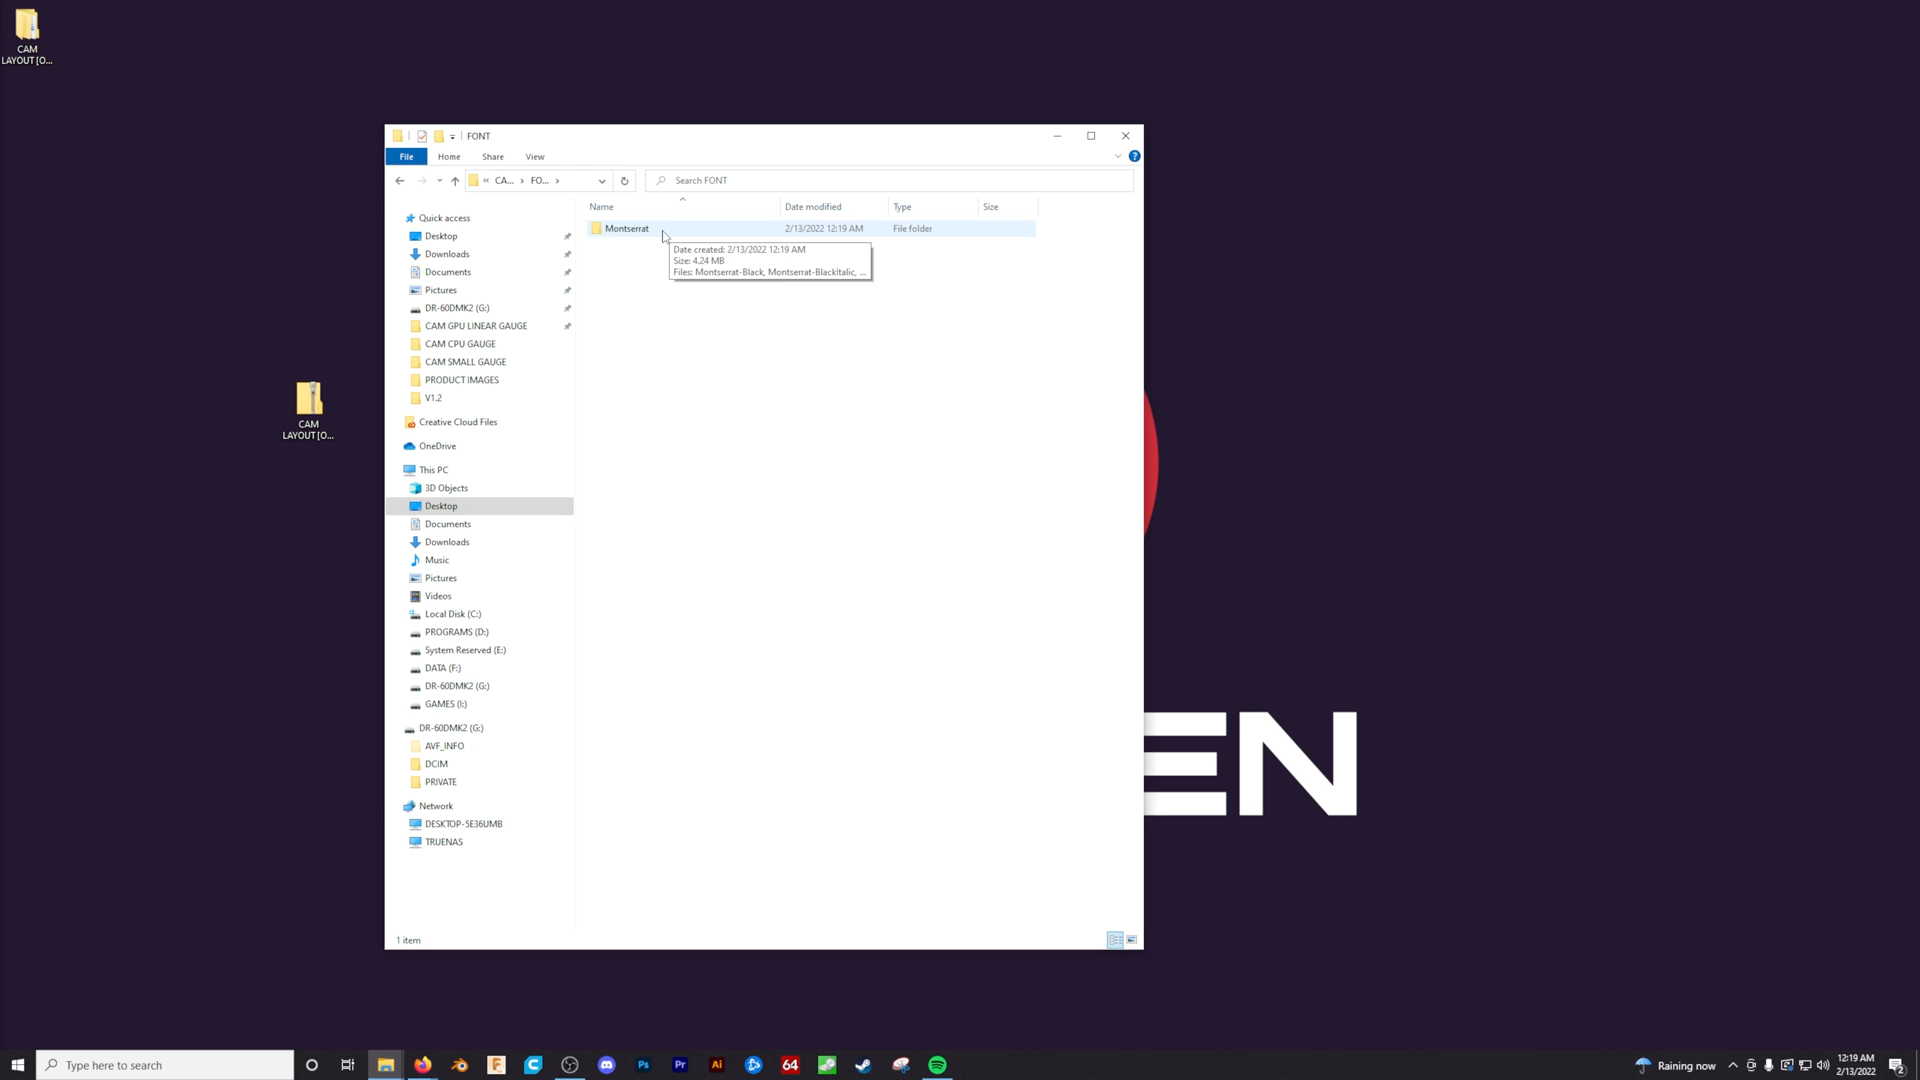 CAM
LAYOUT [O...
CAM
LAYOUT [O...
FONT
File
Home
Share
View
?
«
CA...
›
FO...
›
Search FONT
Name
Date modified
Type
Size
Montserrat
2/13/2022 12:19 AM
File folder
Date created: 2/13/2022 12:19 AM
Size: 4.24 MB
Files: Montserrat-Black, Montserrat-BlackItalic, ...
Quick access
Desktop
Downloads
Documents
Pictures
DR-60DMK2 (G:)
CAM GPU LINEAR GAUGE
CAM CPU GAUGE
CAM SMALL GAUGE
PRODUCT IMAGES
V1.2
Creative Cloud Files
OneDrive
This PC
3D Objects
Desktop
Documents
Downloads
Music
Pictures
Videos
Local Disk (C:)
PROGRAMS (D:)
System Reserved (E:)
DATA (F:)
DR-60DMK2 (G:)
GAMES (I:)
DR-60DMK2 (G:)
AVF_INFO
DCIM
PRIVATE
Network
DESKTOP-5E36UMB
TRUENAS
1 item
EN
Type here to search
Ps
Pr
Ai
64
Raining now
12:19 AM
2/13/2022
2